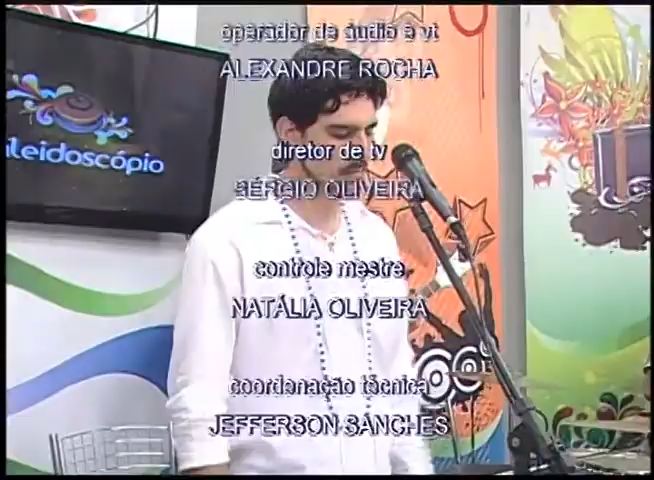 operador de áudio e vt
ALEXANDRE ROCHA
aleidoscópio
diretor de tv
SÉRGIO OLIVEIRA
controle mestre
NATÁLIA OLIVEIRA
coordenação técnica
JEFFERSON SANCHES